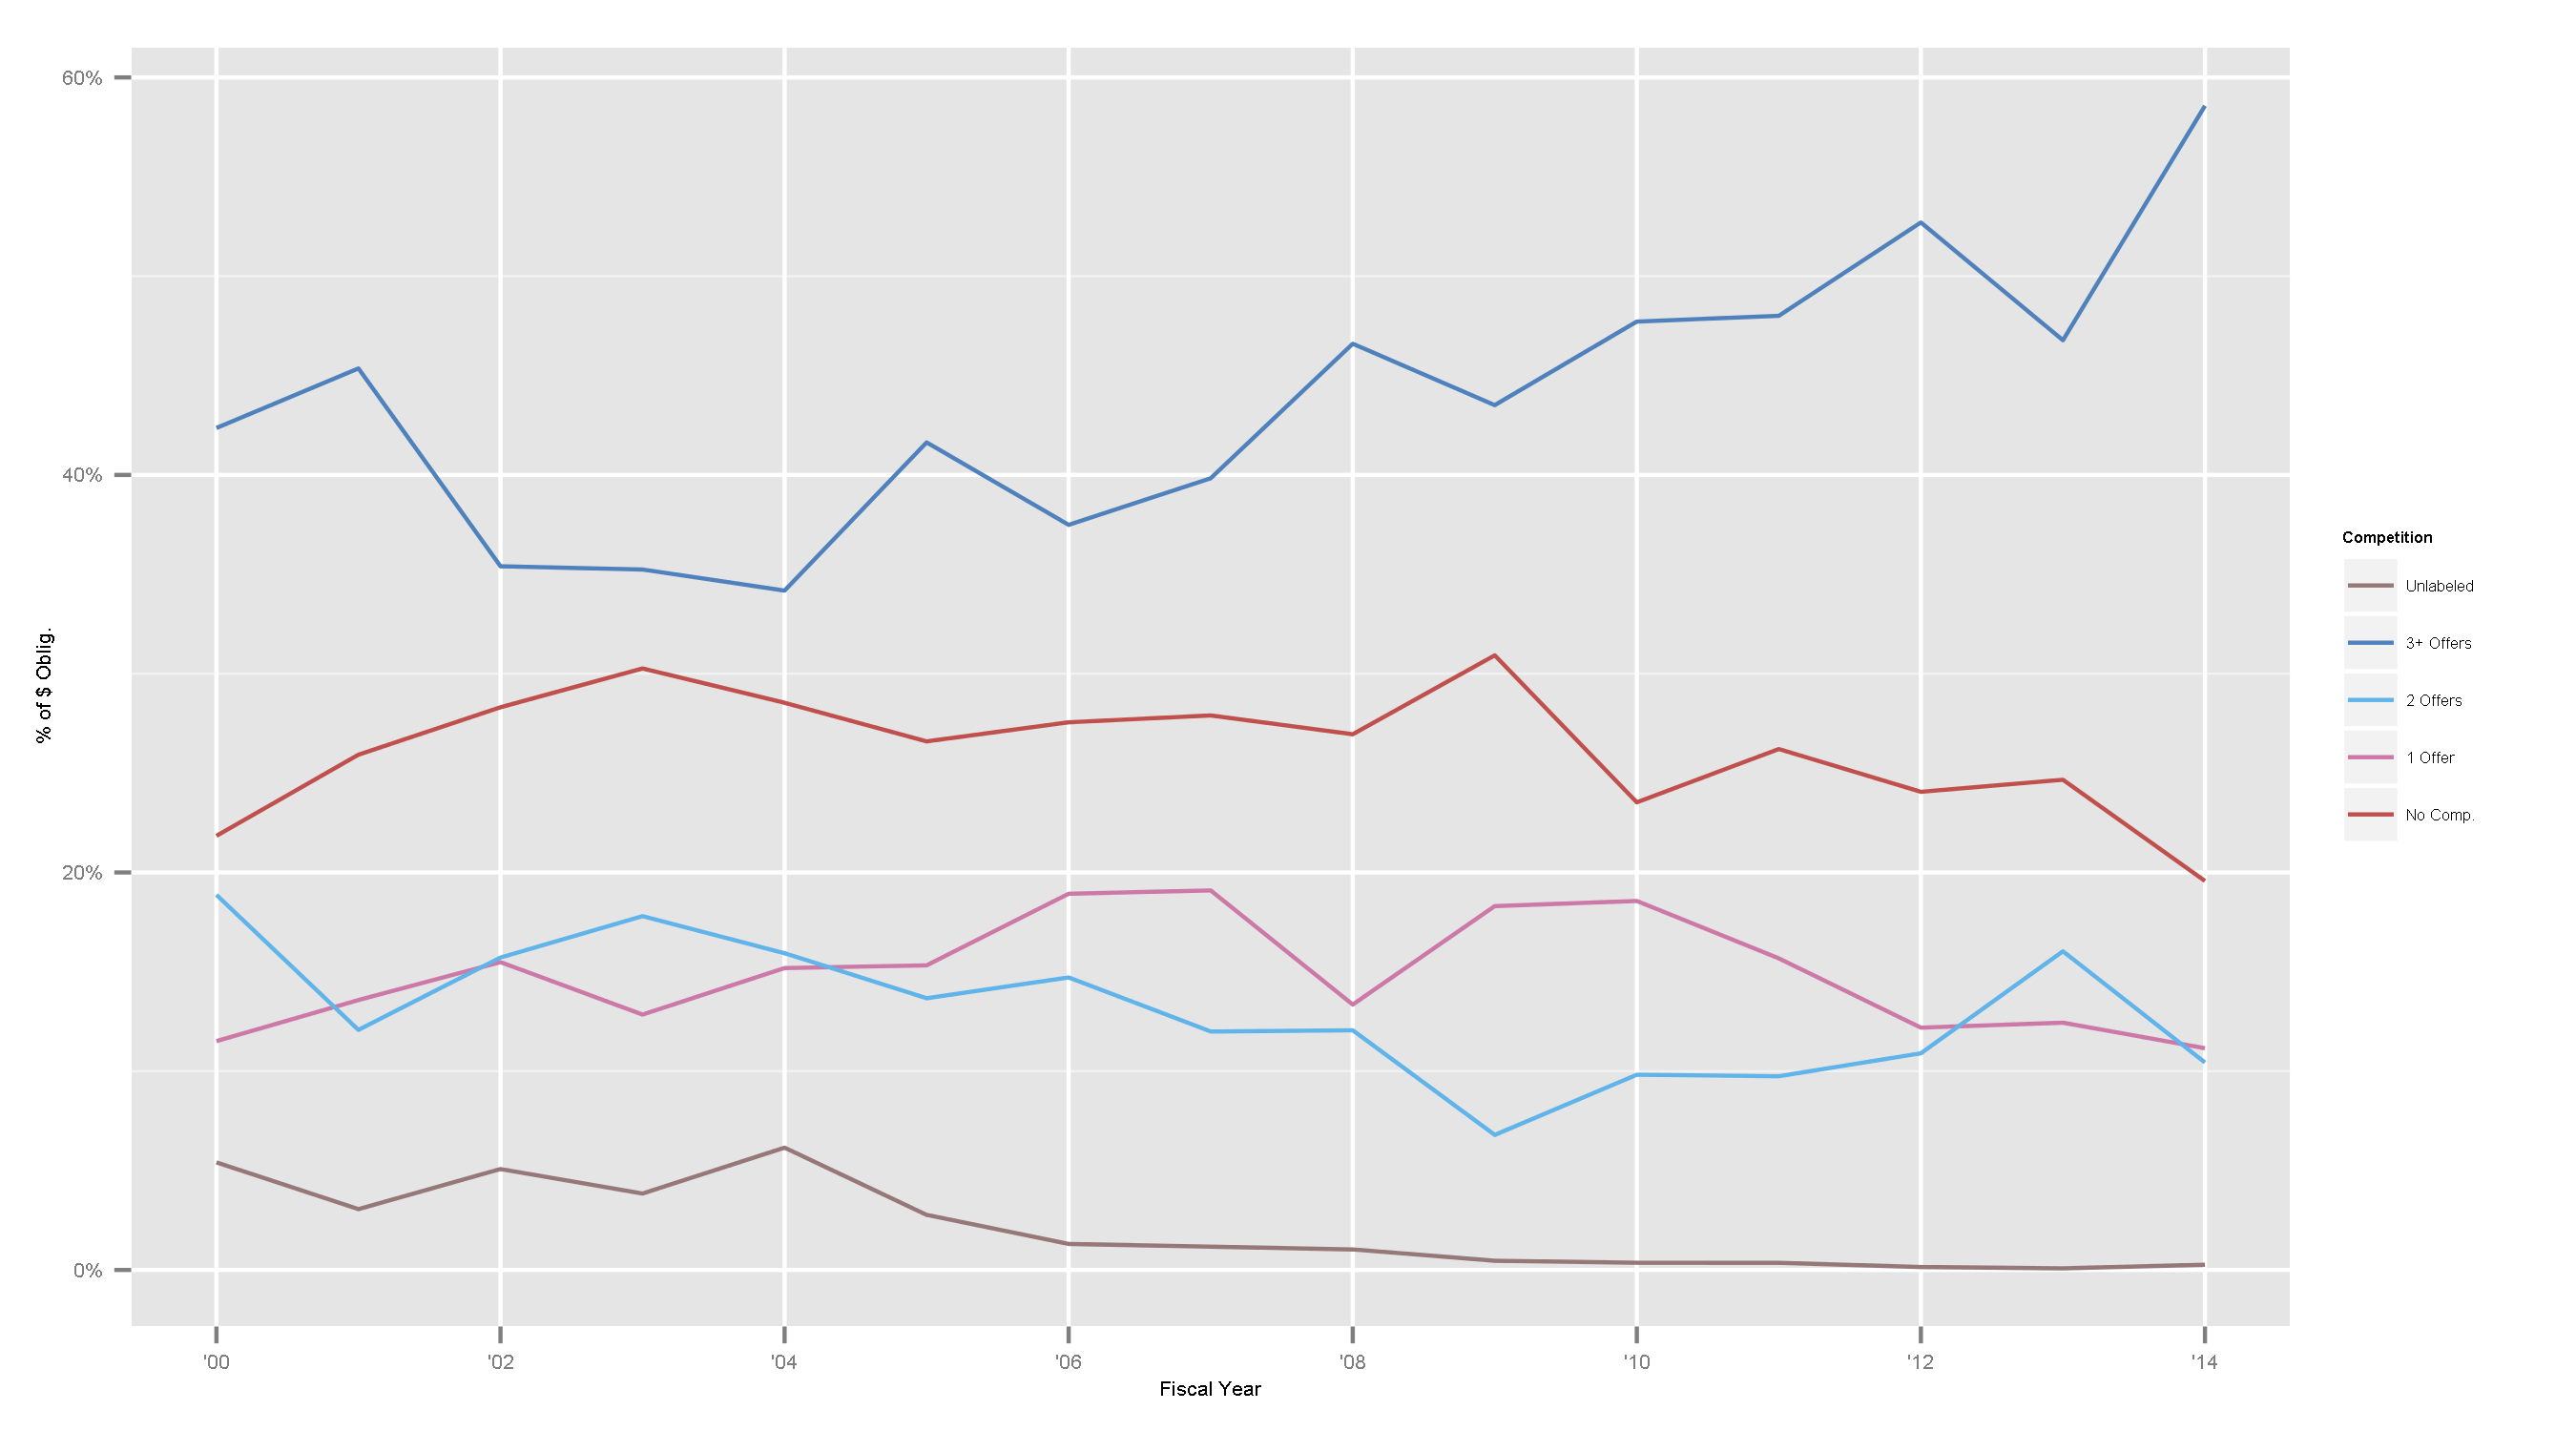 60%
40%
20%
0%
% of $ Oblig.
'00 '02 '04 '06 '08 '10 '12 '14
Fiscal Year
Competition
Unlabeled
3+ Offers
2 Offers
1 Offer
No Comp.